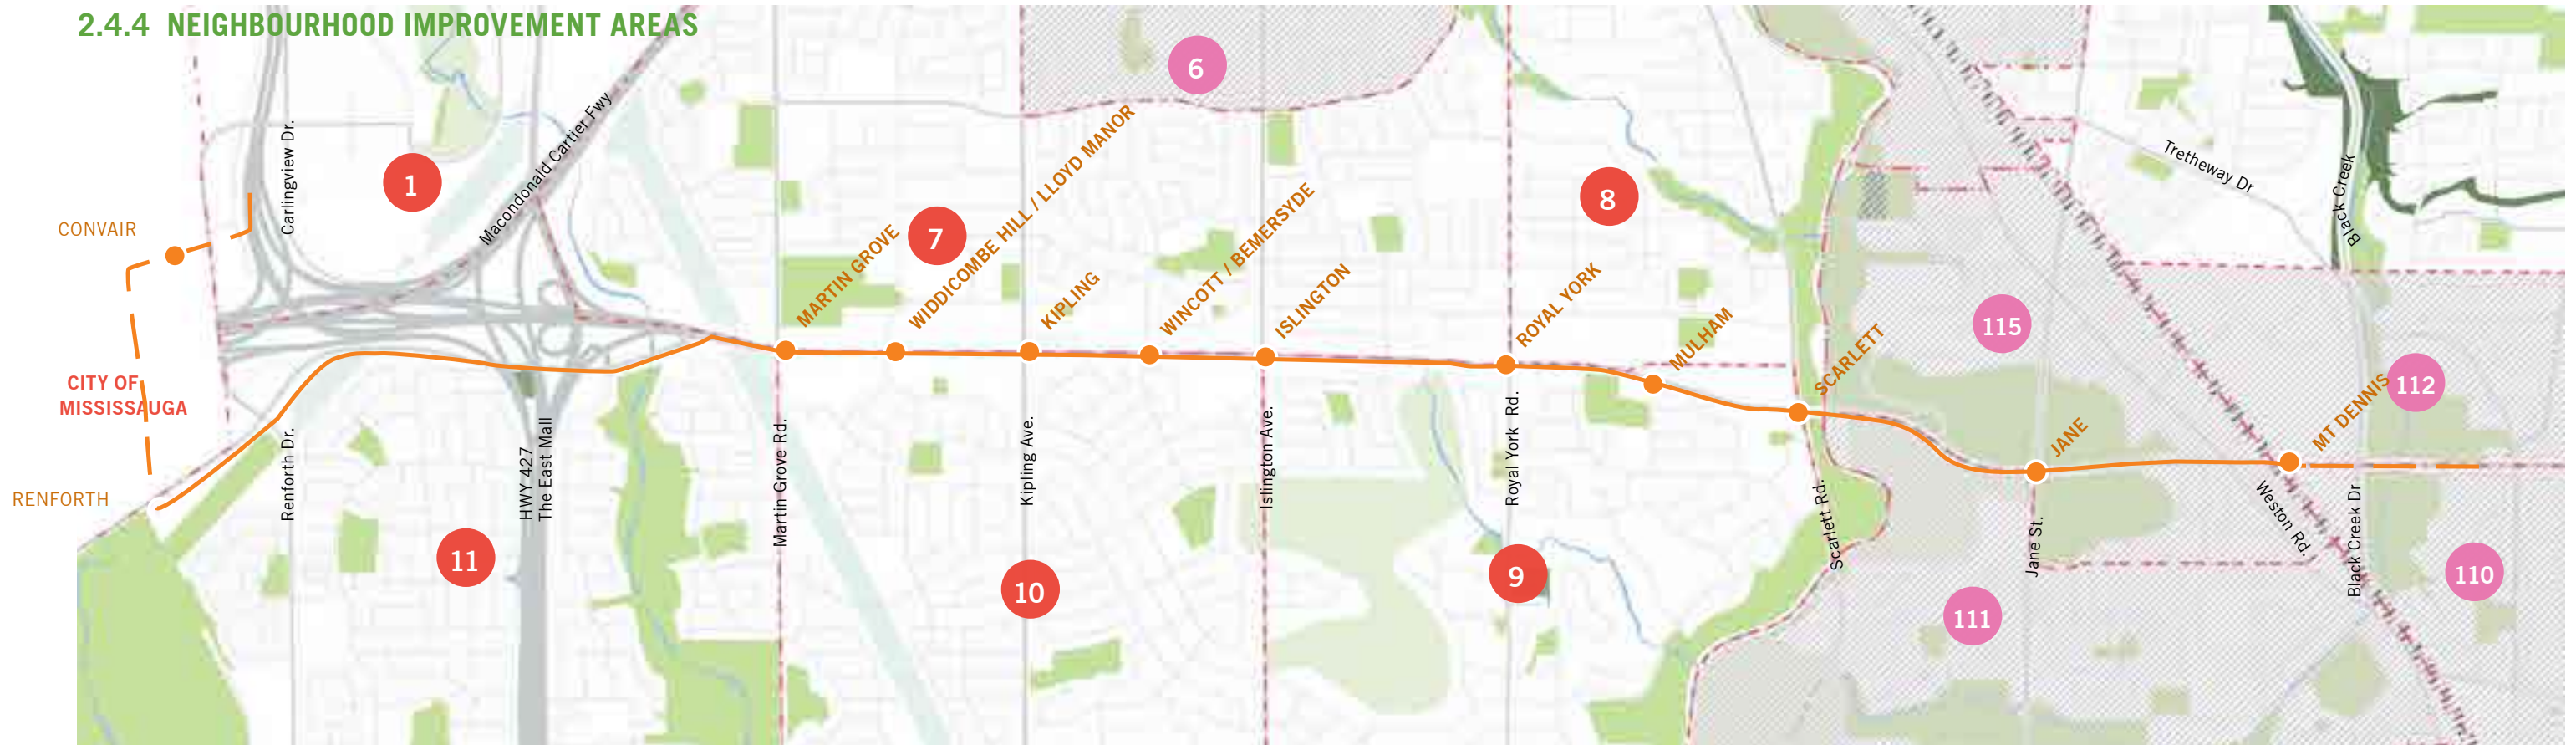 2.4.4 NEIGHBOURHOOD IMPROVEMENT AREAS
6
Carlingview Dr.
1
Macondonald Cartier Fwy
CONVAIR
MARTIN GROVE
7
WIDDICOMBE HILL / LLOYD MANOR
KIPLING
WINCOTT / BEMERSYDE
ISLINGTON
8
ROYAL YORK
MULHAM
SCARLETT
115
Tretheway Dr
Black Creek
112
JANE
MT DENNIS
CITY OF
MISSISSAUGA
RENFORTH
Renforth Dr.
HWY 427
The East Mall
Martin Grove Rd.
Kipling Ave.
Islington Ave.
Royal York Rd.
Scarlett Rd.
Jane St.
Weston Rd.
Black Creek Dr
11
10
9
111
110